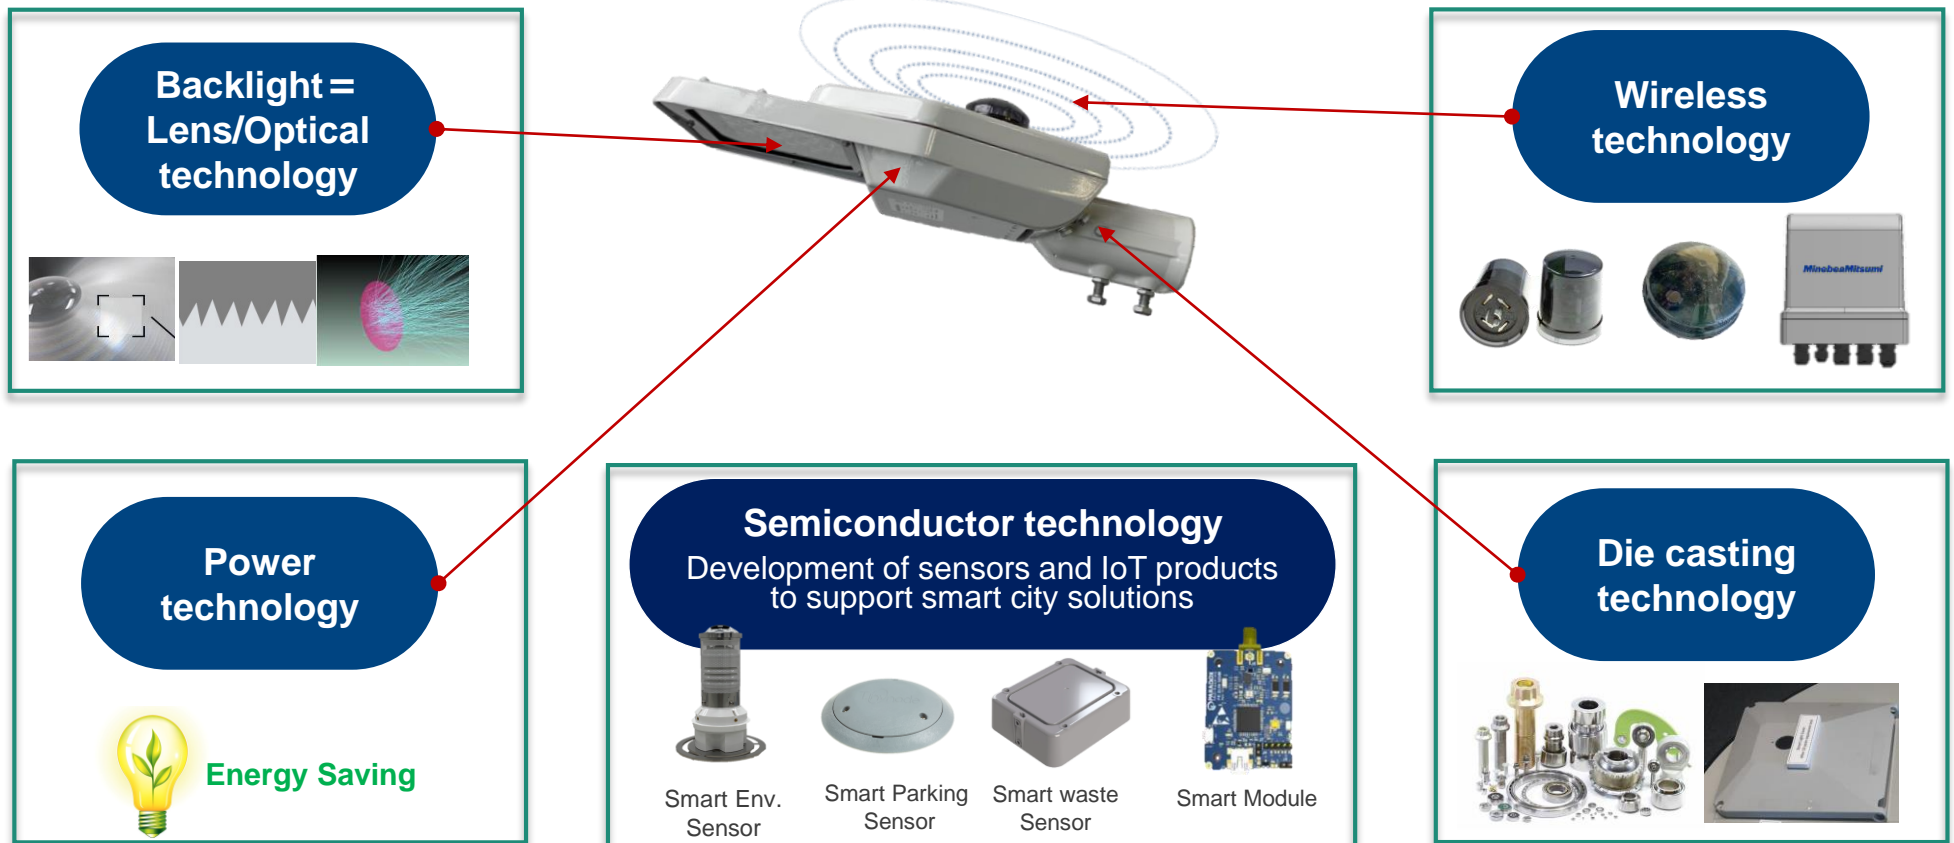 Backlight＝
Lens/Optical
technology
Wireless
technology
MinebeaMitsumi
Power
technology
Energy Saving
Semiconductor technology
Development of sensors and IoT products
to support smart city solutions
Smart Env.
Sensor
Smart Parking
Sensor
Smart waste
Sensor
Smart Module
Die casting
technology